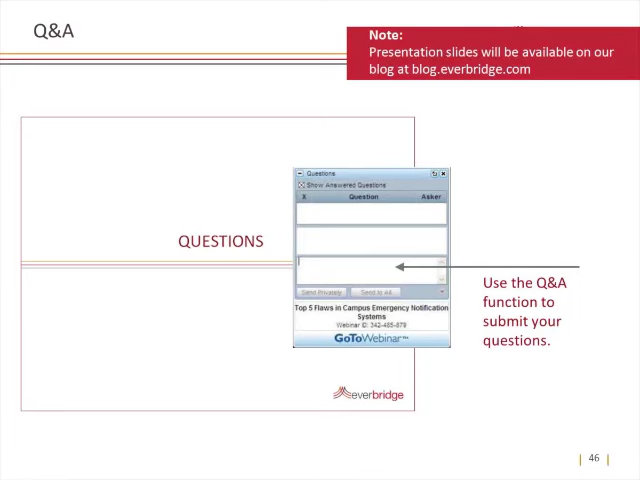 Q&A
Note:
Presentation slides will be available on our
blog at blog.everbridge.com
QUESTIONS
Questions
Show Answered Questions
X Question Asker
Send Privately Send to All
Top 5 Flaws in Campus Emergency Notification
Systems
Webinar ID: 342-485-879
GoToWebinar™
Use the Q&A
function to
submit your
questions.
everbridge
46